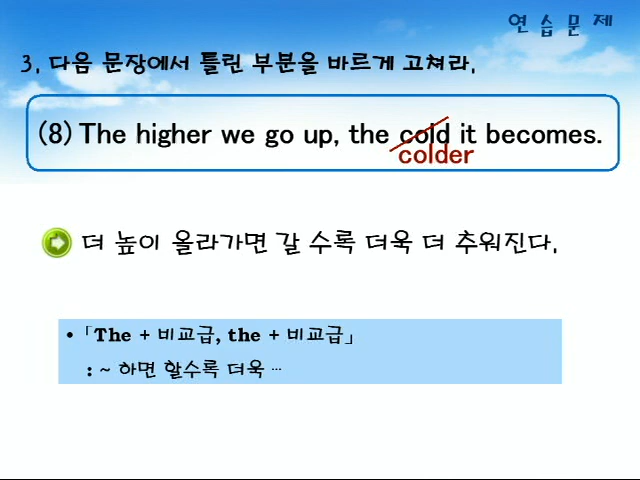 연습문제
3. 다음 문장에서 틀린 부분을 바르게 고쳐라.
(8) The higher we go up, the cold it becomes.
colder
더 높이 올라가면 갈 수록 더욱 더 추워진다.
• 「The + 비교급, the + 비교급」
: ~ 하면 할수록 더욱 …